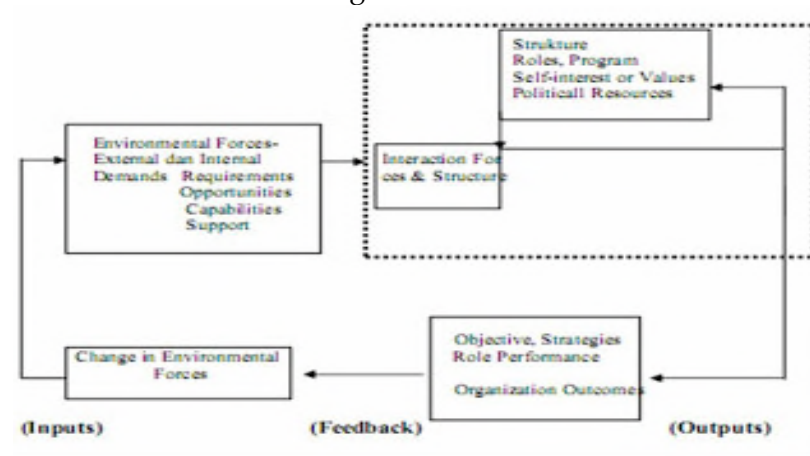 Strukture
Roles, Program
Self-interest or Values
Politicall Resources
Environmental Forces-
External dan Internal
Demands Requirements
Opportunities
Capabilities
Support
Interaction For
ces & Structure
Objective, Strategies
Role Performance
Organization Outcomes
Change in Environmental
Forces
(Inputs) (Feedback) (Outputs)